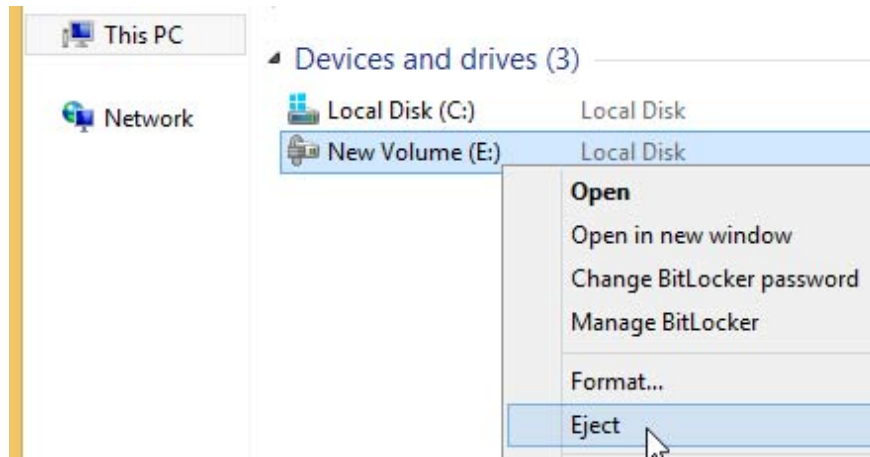 This PC
Devices and drives (3)
Network
Local Disk (C:) Local Disk
New Volume (E:) Local Disk
Open
Open in new window
Change BitLocker password
Manage BitLocker
Format...
Eject